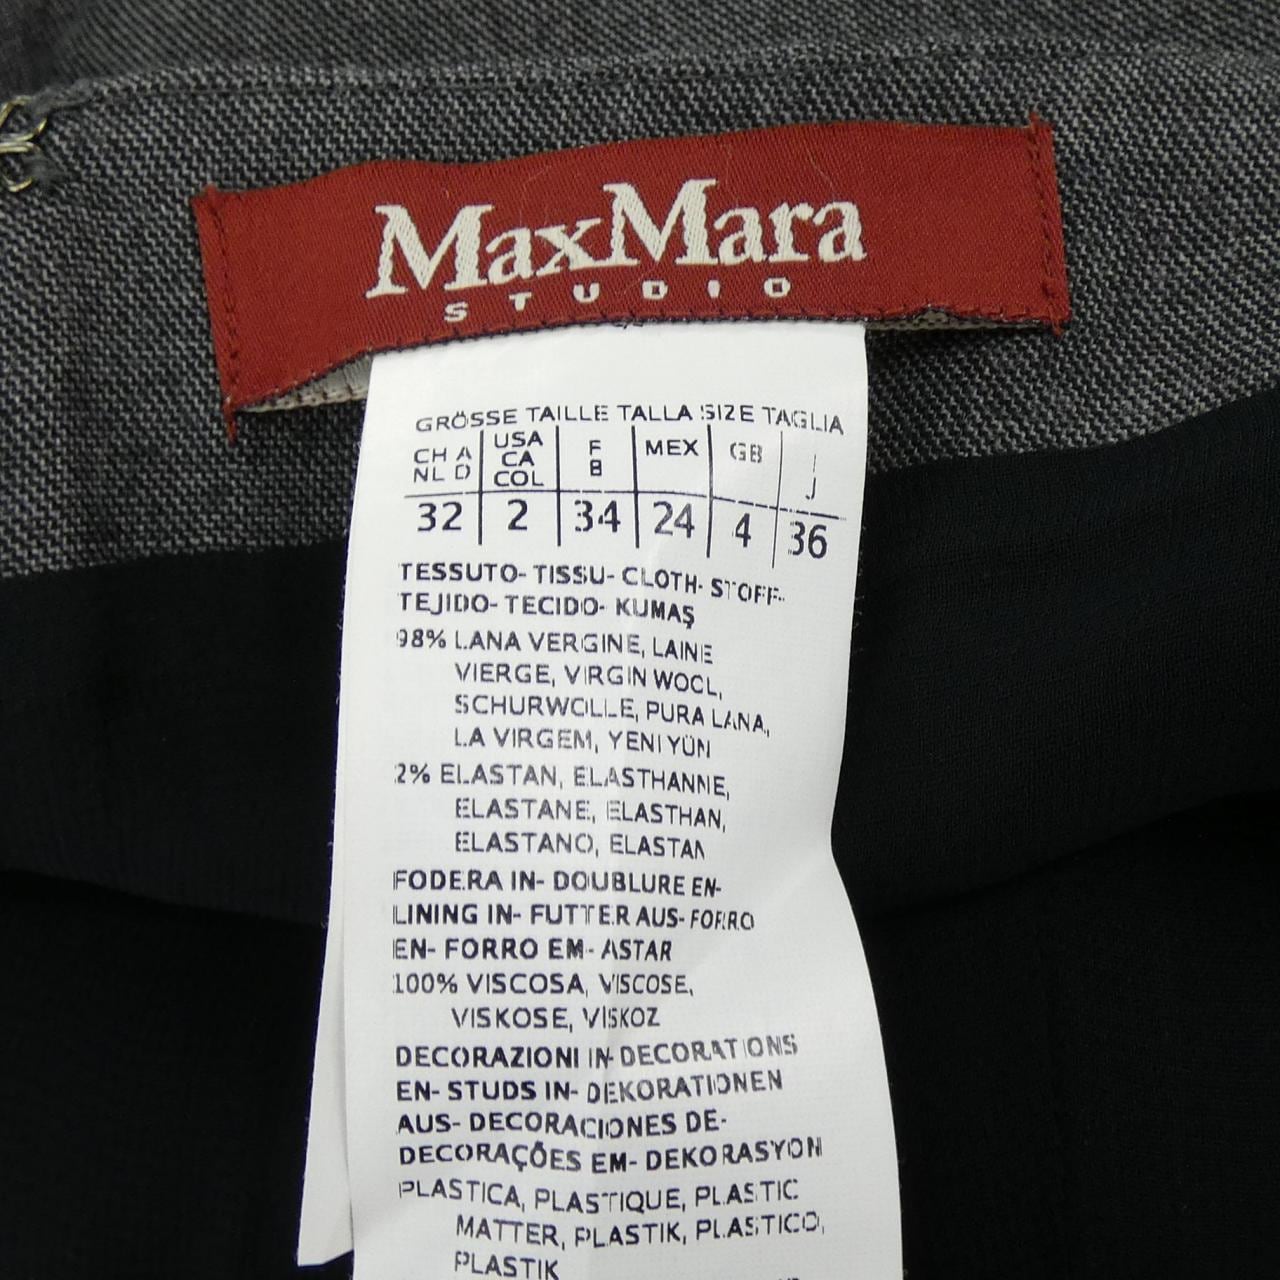 MaxMara
STUDIO
GRÖSSE TAILLE TALLA SIZE TAGLIA
CH A NL D USA CA COL F B MEX GB I J
32 2 34 24 4 36
TESSUTO- TISSU- CLOTH- STOFF-
TEJIDO- TECIDO- KUMAŞ
98% LANA VERGINE, LAINE
VIERGE, VIRGIN WOOL,
SCHURWOLLE, PURA LANA,
LA VIRGEM, YENI YÜN
2% ELASTAN, ELASTHANNE,
ELASTANE, ELASTHAN,
ELASTANO, ELASTAN
FODERA IN- DOUBLURE EN-
LINING IN- FUTTER AUS- FORRO
EN- FORRO EM- ASTAR
100% VISCOSA, VISCOSE,
VISKOSE, VİSKOZ
DECORAZIONI IN- DECORATIONS
EN- STUDS IN- DEKORATIONEN
AUS- DECORACIONES DE-
DECORAÇÕES EM- DEKORASYON
PLASTICA, PLASTIQUE, PLASTIC
MATTER, PLASTIK, PLASTICO,
PLASTIK